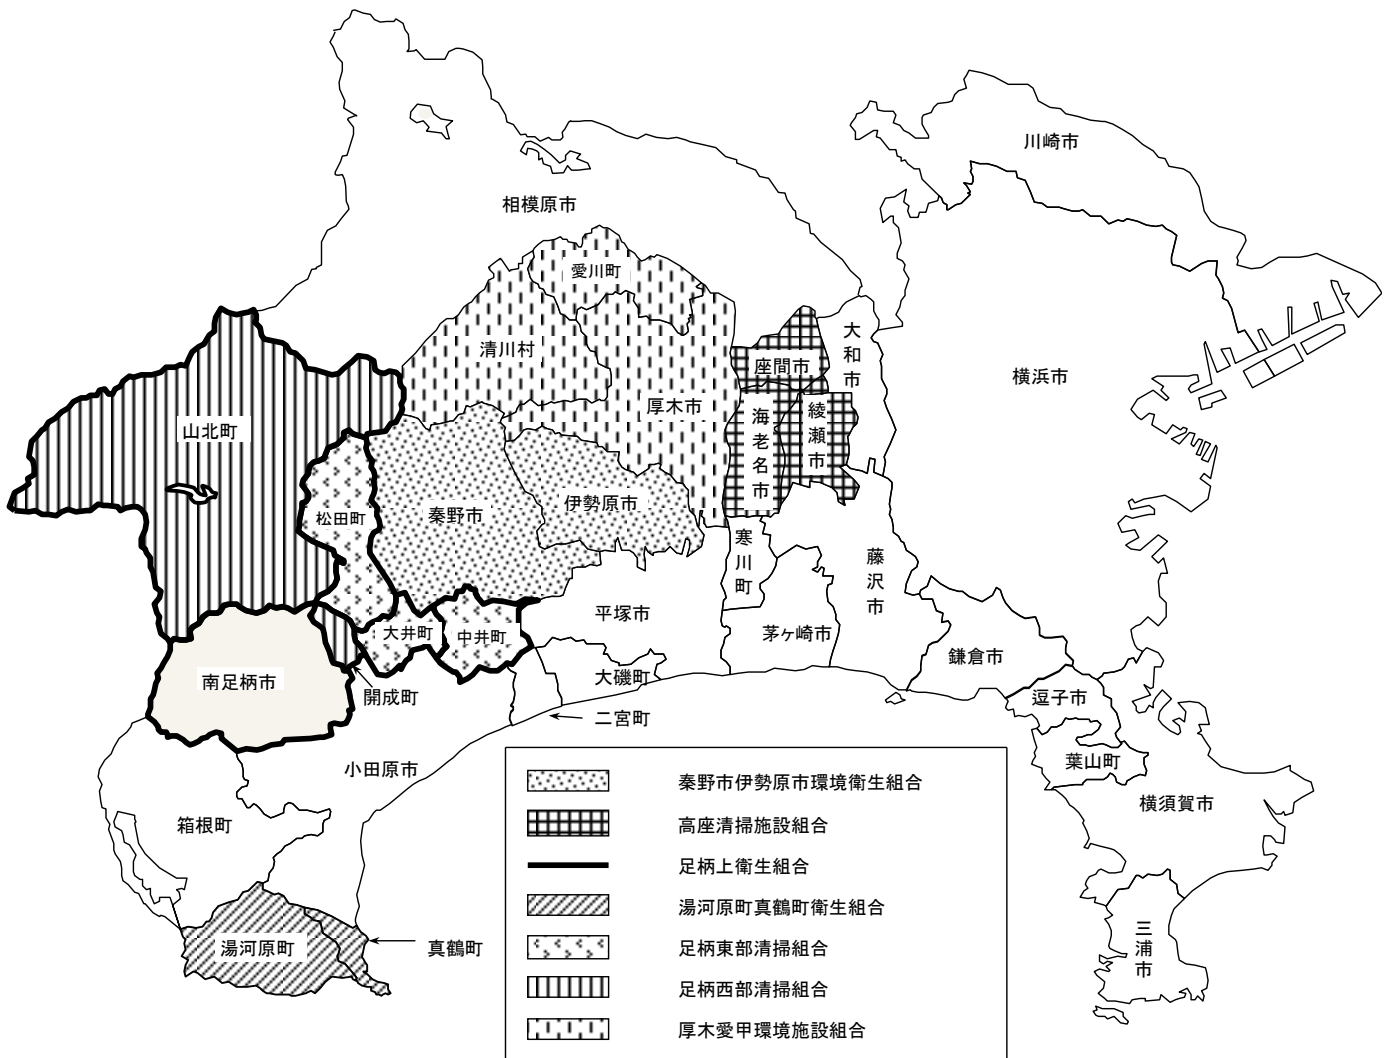 川崎市
相模原市
愛川町
清川村
大和市
座間市
横浜市
厚木市
海老名市
綾瀬市
山北町
松田町
秦野市
伊勢原市
寒川町
藤沢市
平塚市
茅ヶ崎市
大井町
中井町
鎌倉市
南足柄市
開成町
大磯町
逗子市
二宮町
葉山町
小田原市
横須賀市
箱根町
湯河原町
真鶴町
三浦市
秦野市伊勢原市環境衛生組合
高座清掃施設組合
足柄上衛生組合
湯河原町真鶴町衛生組合
足柄東部清掃組合
足柄西部清掃組合
厚木愛甲環境施設組合